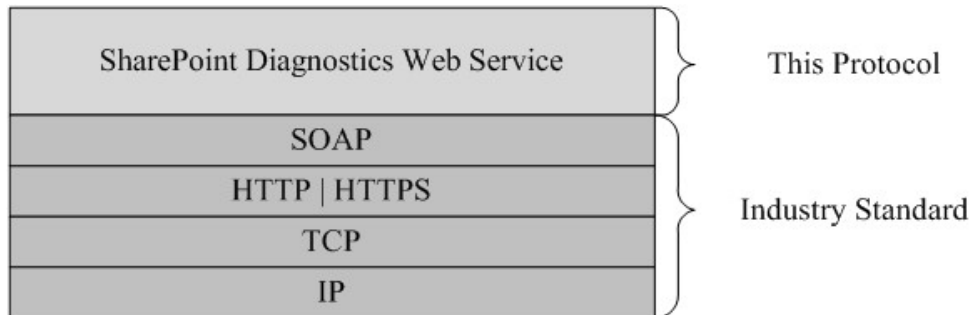 SharePoint Diagnostics Web Service
This Protocol
SOAP
HTTP | HTTPS
TCP
IP
Industry Standard